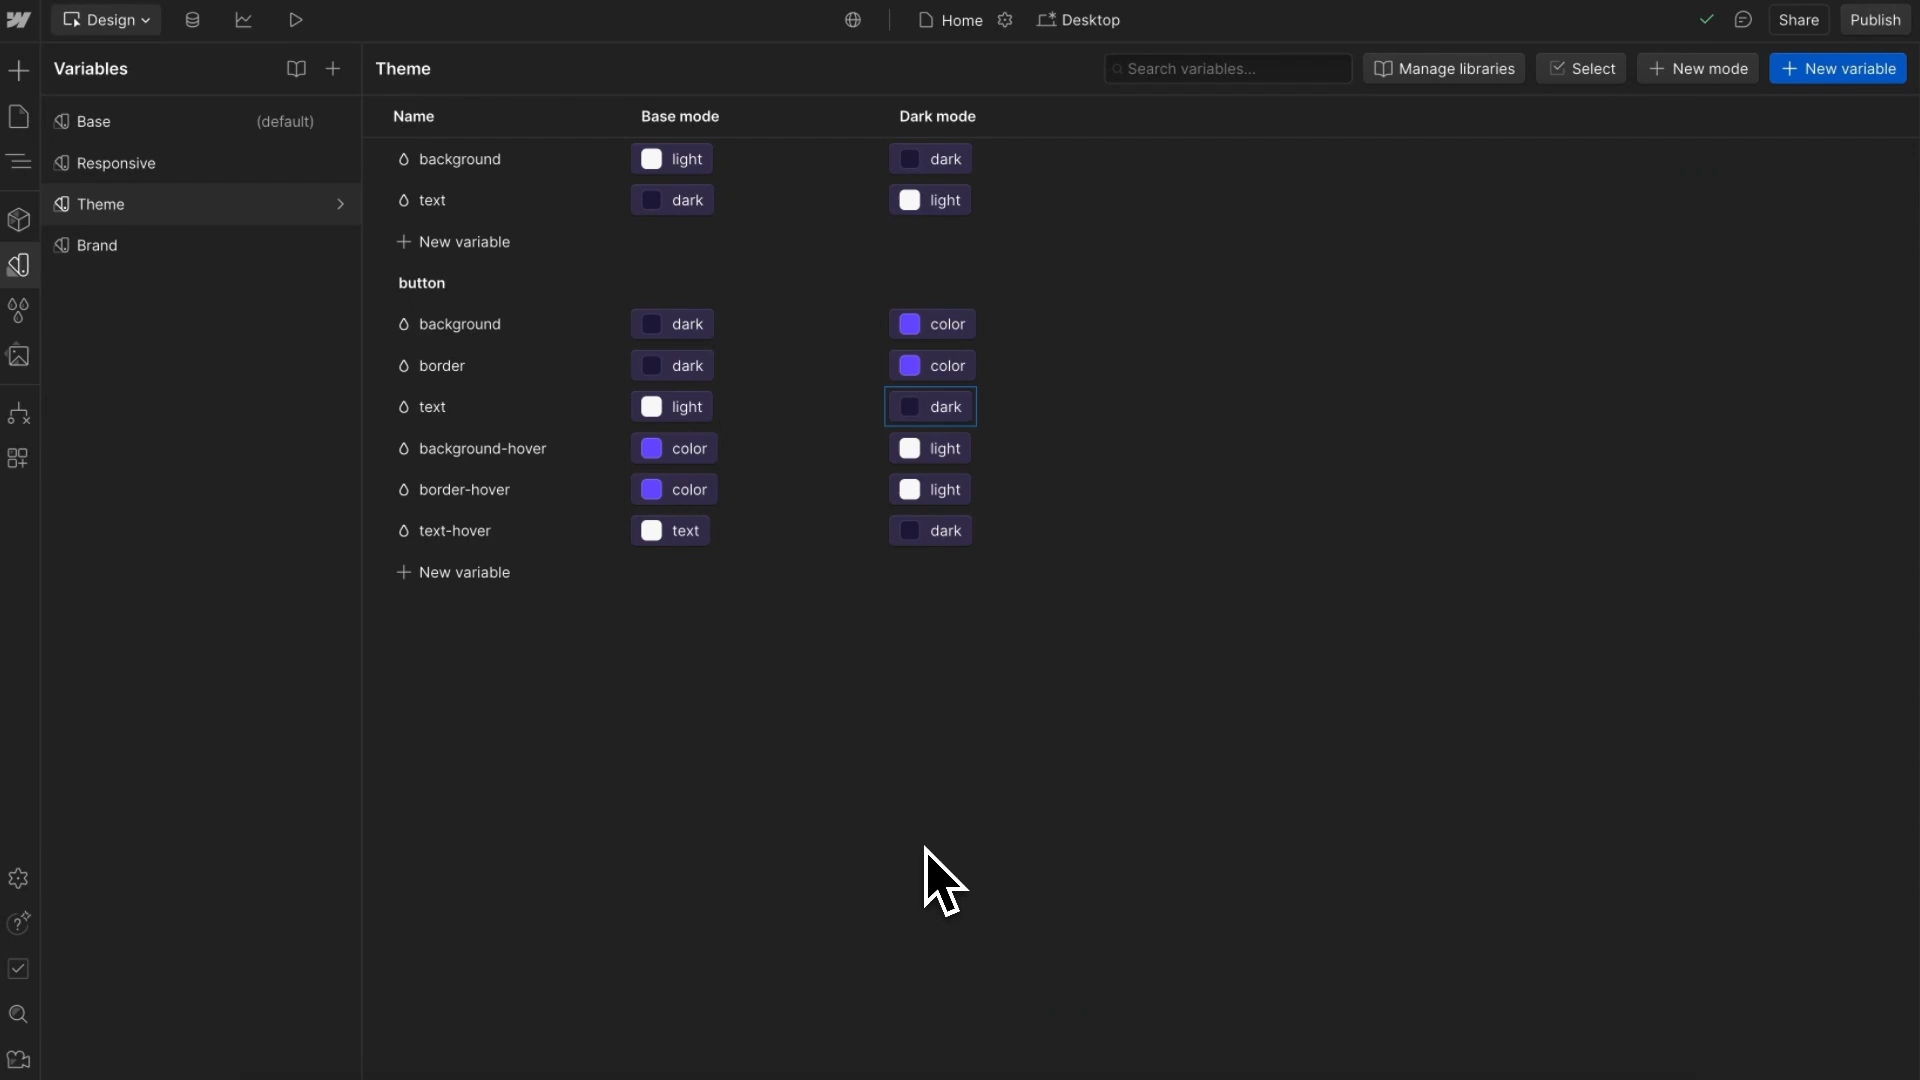 Design
Home
Desktop
Share
Publish
Variables
Theme
Search variables...
Manage libraries
Select
New mode
New variable
Base (default)
Responsive
Theme
Brand
Name Base mode Dark mode
background light dark
text dark light
New variable
button
background dark color
border dark color
text light dark
background-hover color light
border-hover color light
text-hover text dark
New variable